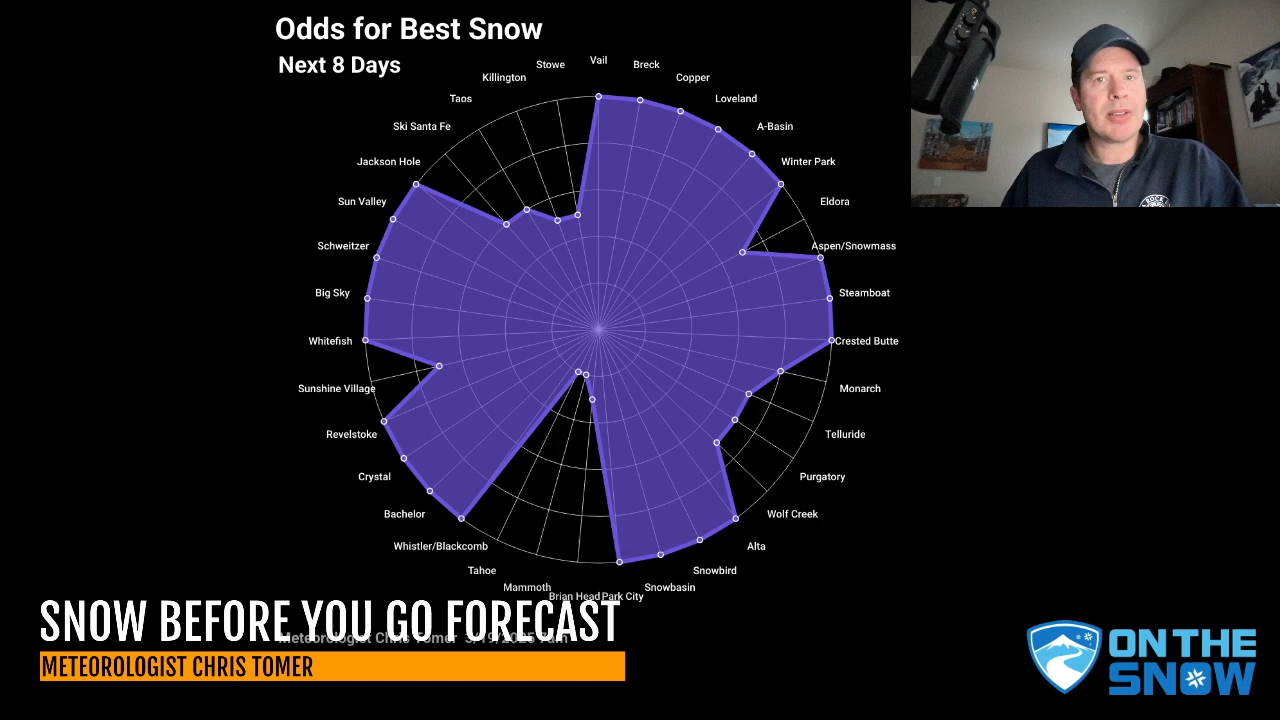 Odds for Best Snow
Next 8 Days
Vail
Breck
Copper
Loveland
A-Basin
Winter Park
Eldora
Aspen/Snowmass
Steamboat
Crested Butte
Monarch
Telluride
Purgatory
Wolf Creek
Alta
Snowbird
Snowbasin
Park City
Brian Head
Mammoth
Tahoe
Whistler/Blackcomb
Bachelor
Crystal
Revelstoke
Sunshine Village
Whitefish
Big Sky
Schweitzer
Sun Valley
Jackson Hole
Ski Santa Fe
Taos
Killington
Stowe
SNOW BEFORE YOU GO FORECAST
Meteorologist Chris Tomer
METEOROLOGIST CHRIS TOMER
ON THE
SNOW